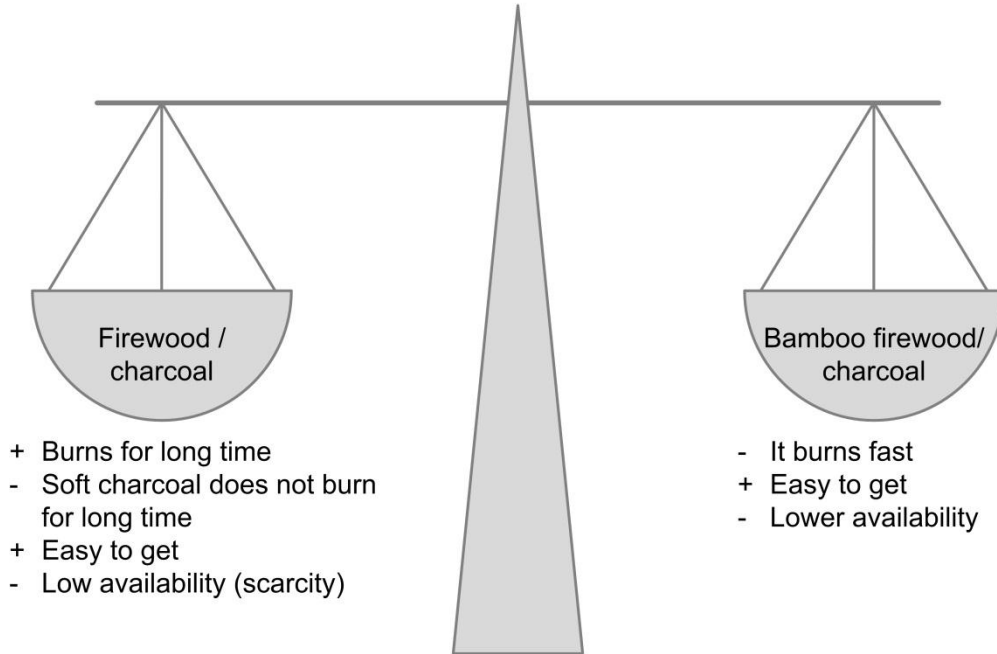 Firewood /
charcoal
+ Burns for long time
- Soft charcoal does not burn
for long time
+ Easy to get
- Low availability (scarcity)
Bamboo firewood/
charcoal
- It burns fast
+ Easy to get
- Lower availability